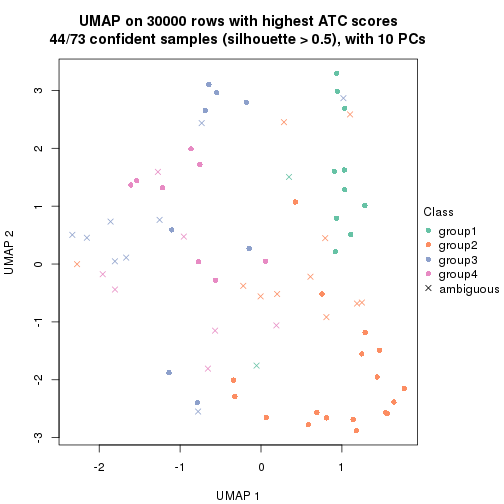 UMAP on 30000 rows with highest ATC scores
44/73 confident samples (silhouette > 0.5), with 10 PCs
3
2
1
0
-1
-2
-3
UMAP 2
-2
-1
0
1
UMAP 1
Class
group1
group2
group3
group4
ambiguous